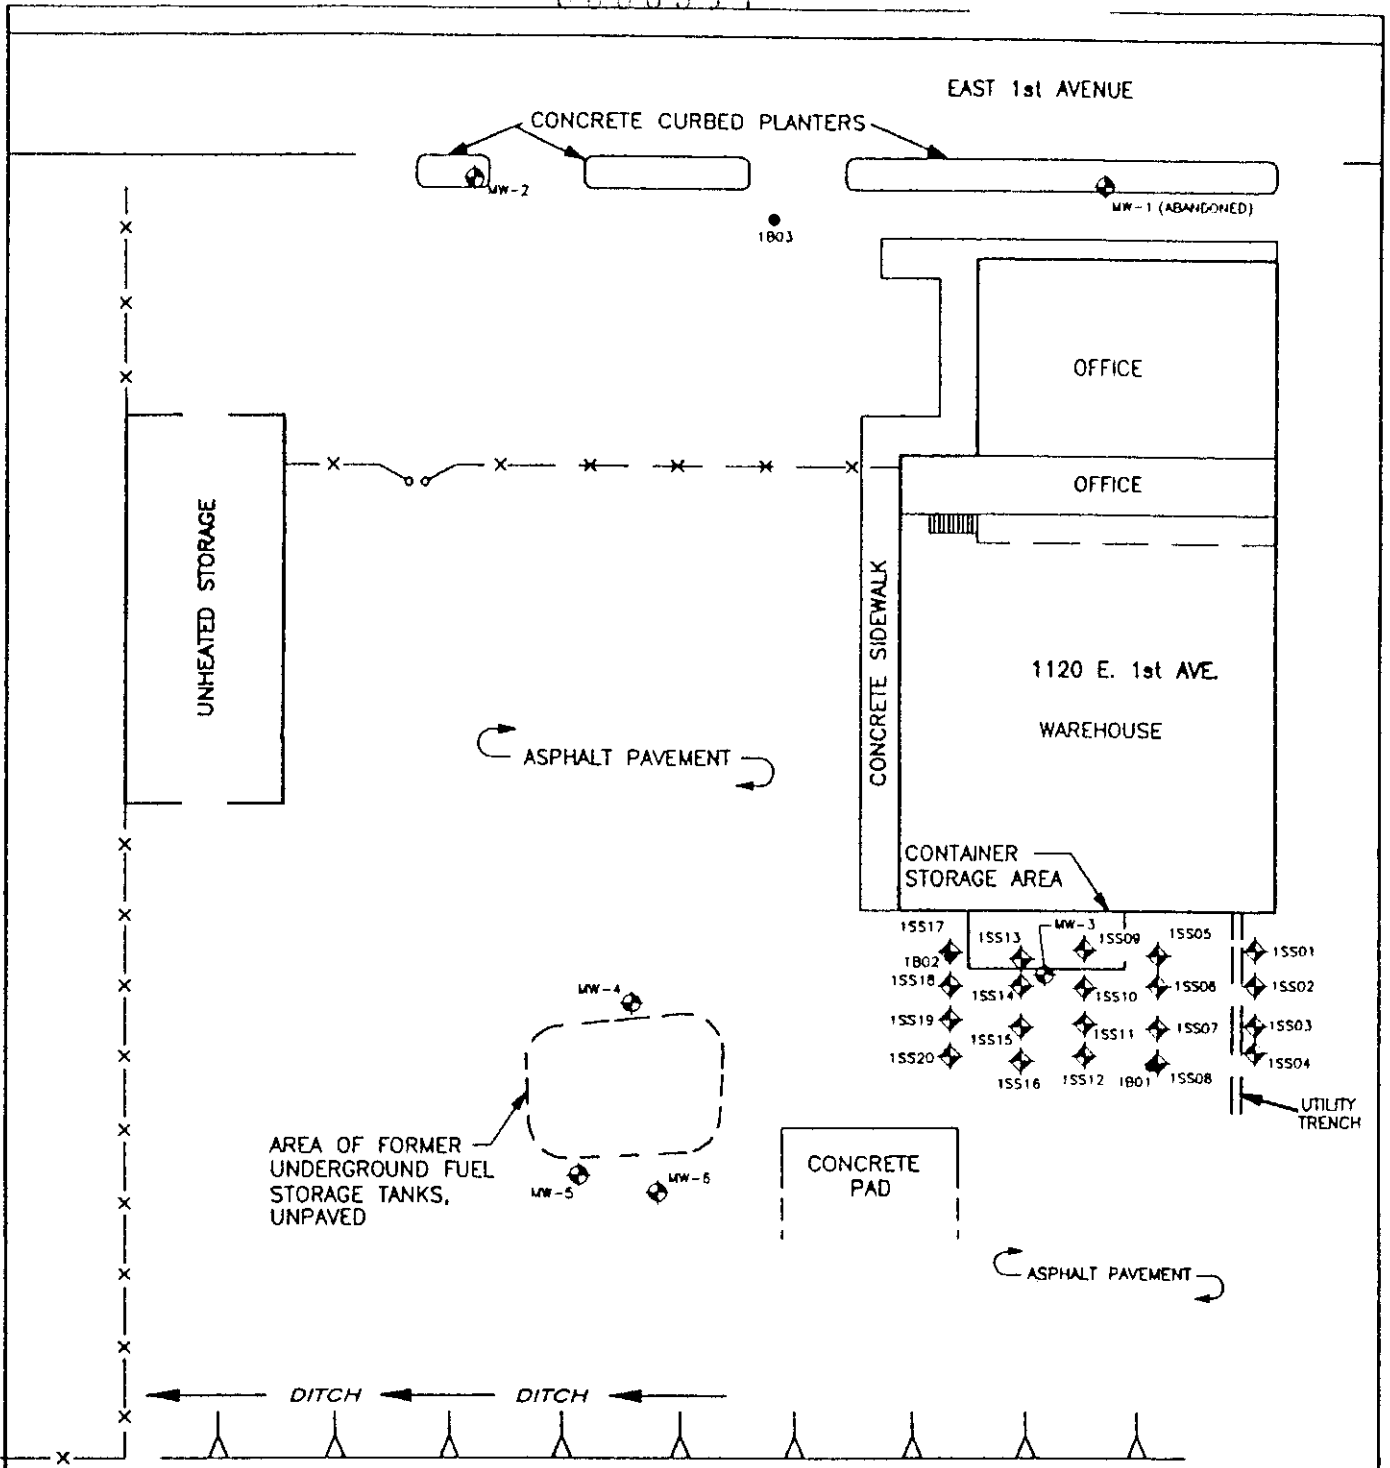 EAST 1st AVENUE
CONCRETE CURBED PLANTERS
MW-2
MW-1 (ABANDONED)
1B03
OFFICE
OFFICE
UNHEATED STORAGE
CONCRETE SIDEWALK
1120 E. 1st AVE.
WAREHOUSE
ASPHALT PAVEMENT
CONTAINER
STORAGE AREA
1SS17
1SS13
MW-3
1SS09
1SS05
1SS01
1B02
1SS18
1SS14
1SS10
1SS06
1SS02
MW-4
1SS19
1SS15
1SS11
1SS07
1SS03
1SS20
1SS16
1SS12
1B01
1SS08
1SS04
UTILITY
TRENCH
AREA OF FORMER
UNDERGROUND FUEL
STORAGE TANKS,
UNPAVED
MW-5
MW-6
CONCRETE
PAD
ASPHALT PAVEMENT
DITCH
DITCH